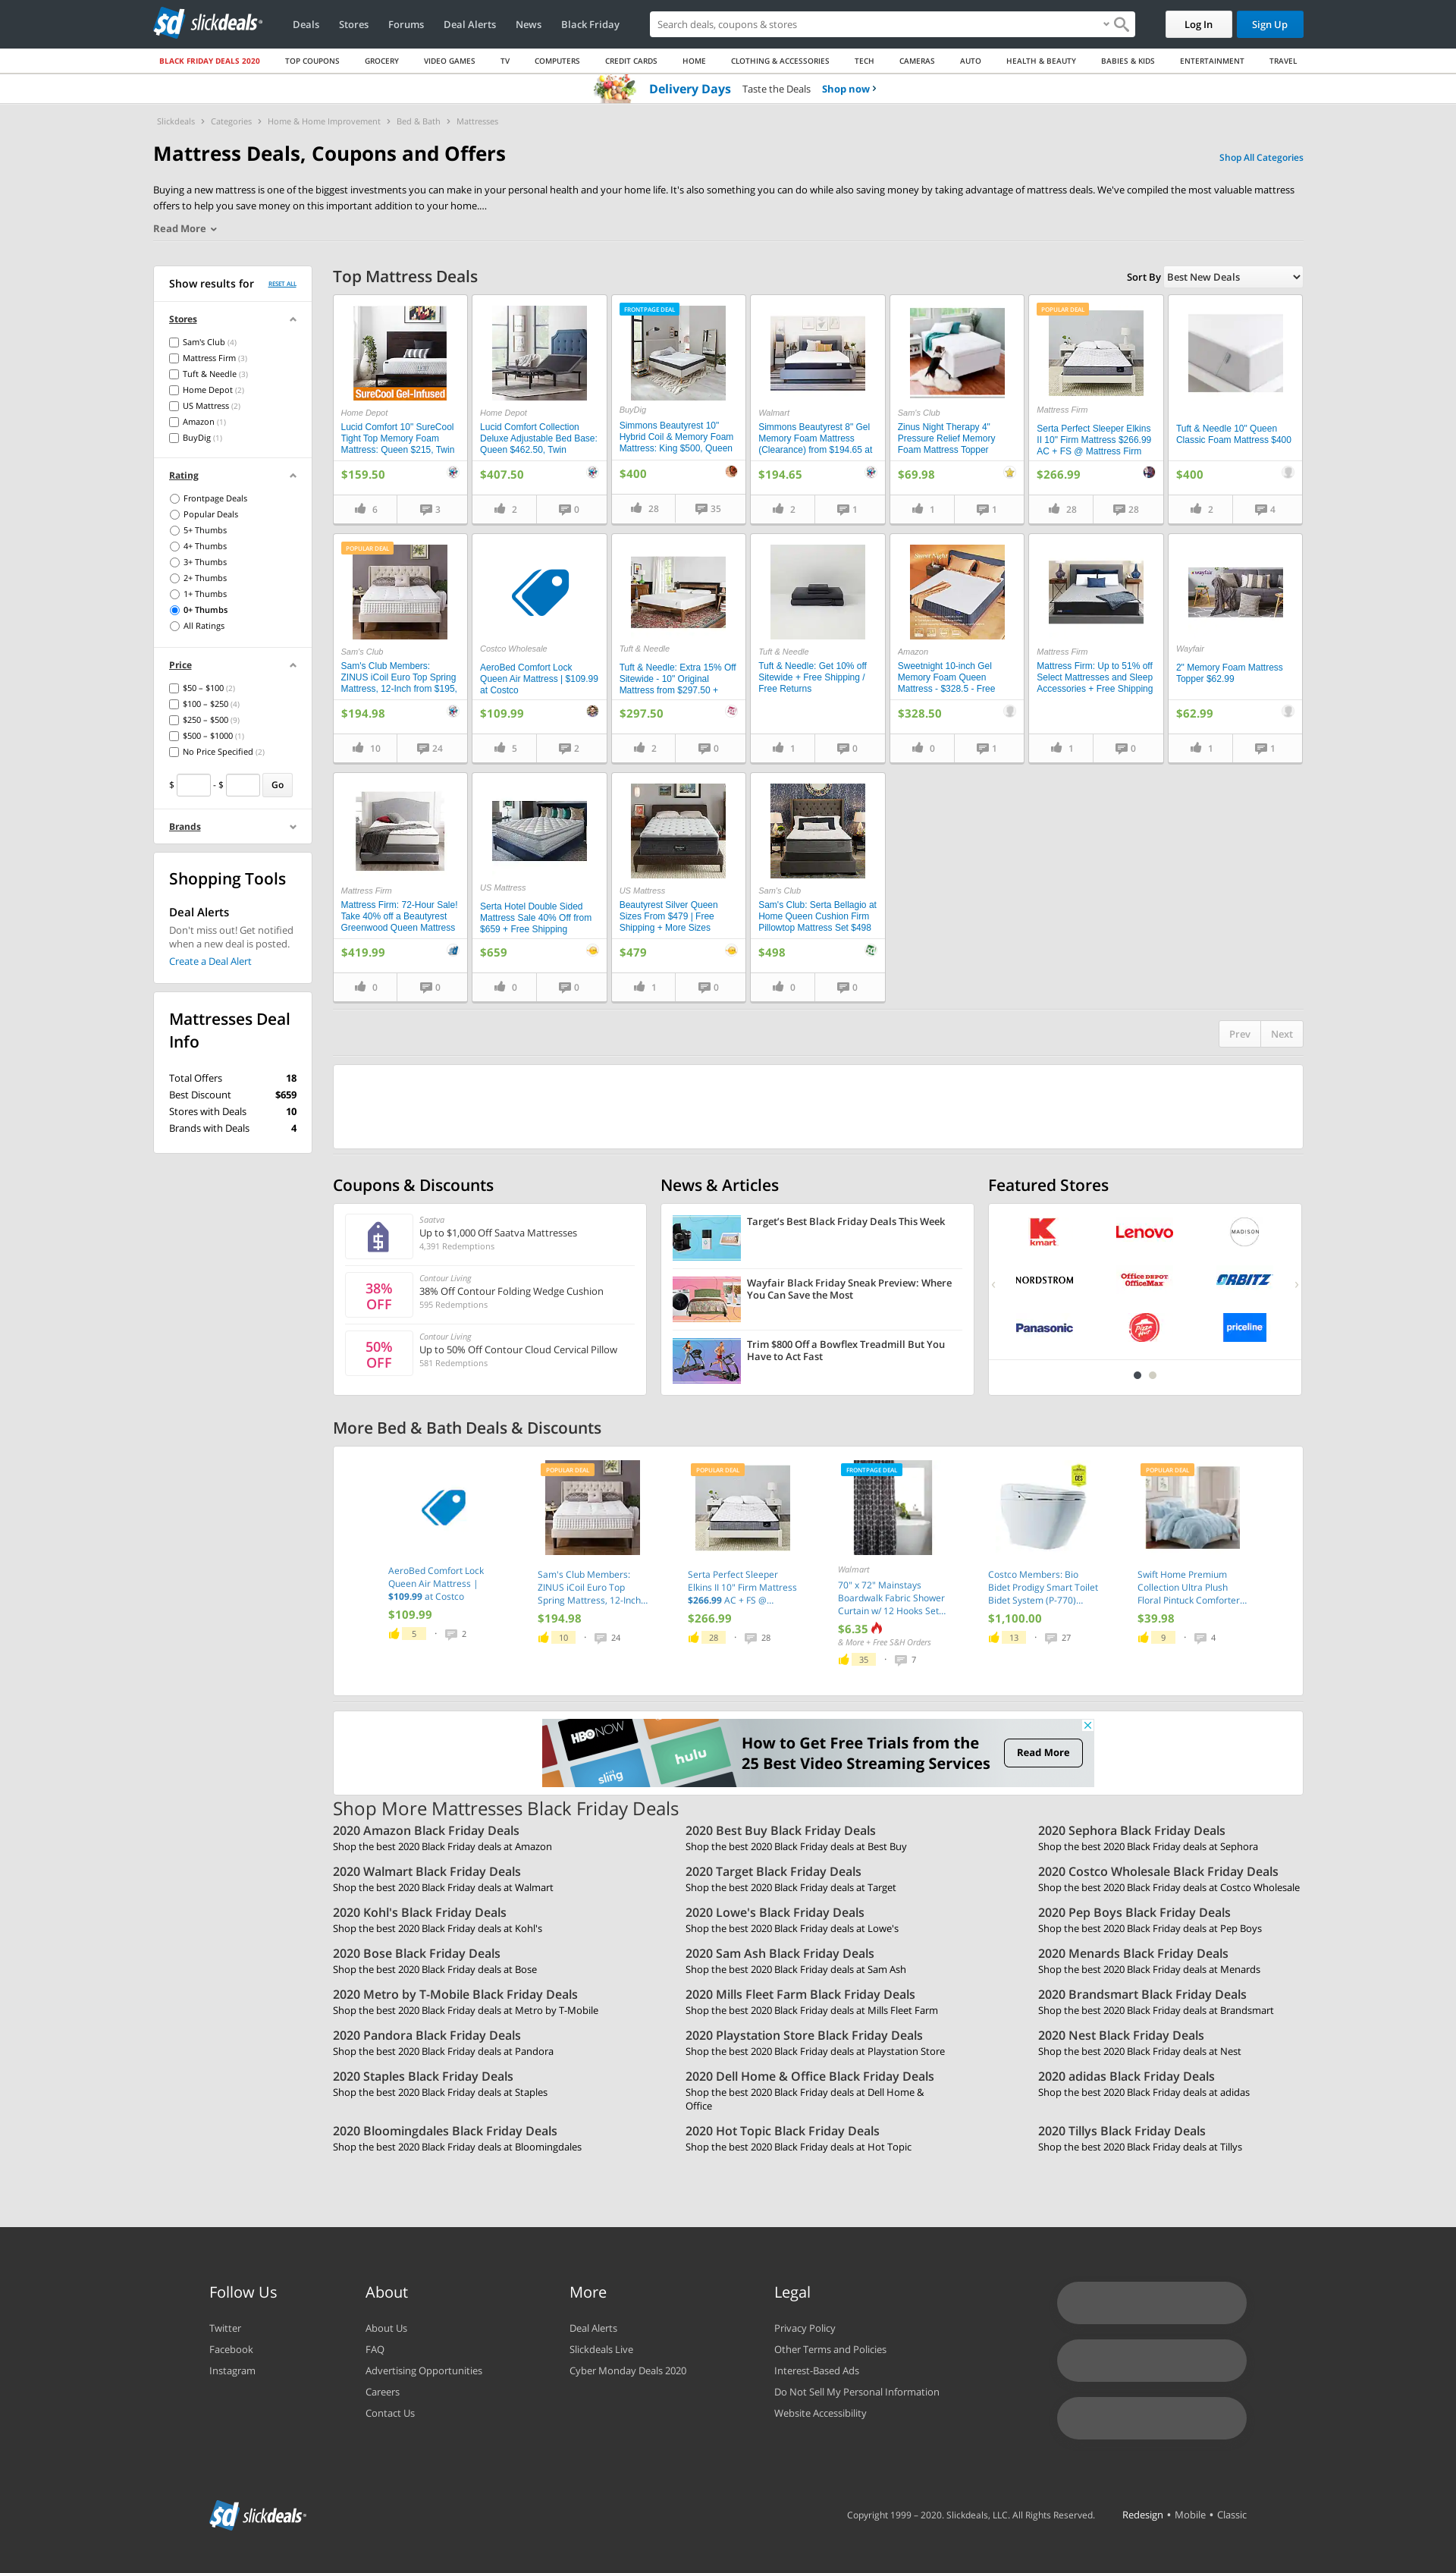 slickdeals
Deals
Stores
Forums
Deal Alerts
News
Black Friday
Search deals, coupons & stores
Log In
Sign Up
BLACK FRIDAY DEALS 2020
TOP COUPONS
GROCERY
VIDEO GAMES
TV
COMPUTERS
CREDIT CARDS
HOME
CLOTHING & ACCESSORIES
TECH
CAMERAS
AUTO
HEALTH & BEAUTY
BABIES & KIDS
ENTERTAINMENT
TRAVEL
Delivery Days Taste the Deals Shop now ›
Slickdeals › Categories › Home & Home Improvement › Bed & Bath › Mattresses
Mattress Deals, Coupons and Offers
Shop All Categories
Buying a new mattress is one of the biggest investments you can make in your personal health and your home life. It's also something you can do while also saving money by taking advantage of mattress deals. We've compiled the most valuable mattress
offers to help you save money on this important addition to your home....
Read More
Show results for RESET ALL
Stores
Sam's Club (4)
Mattress Firm (3)
Tuft & Needle (3)
Home Depot (2)
US Mattress (2)
Amazon (1)
BuyDig (1)
Rating
Frontpage Deals
Popular Deals
5+ Thumbs
4+ Thumbs
3+ Thumbs
2+ Thumbs
1+ Thumbs
0+ Thumbs
All Ratings
Price
$50 – $100 (2)
$100 – $250 (4)
$250 – $500 (9)
$500 – $1000 (1)
No Price Specified (2)
$ - $ Go
Brands
Shopping Tools
Deal Alerts
Don't miss out! Get notified
when a new deal is posted.
Create a Deal Alert
Mattresses Deal
Info
Total Offers 18
Best Discount $659
Stores with Deals 10
Brands with Deals 4
Top Mattress Deals
Sort By Best New Deals
SureCool Gel-Infused
Home Depot
Lucid Comfort 10" SureCool
Tight Top Memory Foam
Mattress: Queen $215, Twin
$159.50
6 3
Home Depot
Lucid Comfort Collection
Deluxe Adjustable Bed Base:
Queen $462.50, Twin
$407.50
2 0
FRONTPAGE DEAL
BuyDig
Simmons Beautyrest 10"
Hybrid Coil & Memory Foam
Mattress: King $500, Queen
$400
28 35
Walmart
Simmons Beautyrest 8" Gel
Memory Foam Mattress
(Clearance) from $194.65 at
$194.65
2 1
Sam's Club
Zinus Night Therapy 4"
Pressure Relief Memory
Foam Mattress Topper
$69.98
1 1
POPULAR DEAL
Mattress Firm
Serta Perfect Sleeper Elkins
II 10" Firm Mattress $266.99
AC + FS @ Mattress Firm
$266.99
28 28
Tuft & Needle 10" Queen
Classic Foam Mattress $400
$400
2 4
POPULAR DEAL
Sam's Club
Sam's Club Members:
ZINUS iCoil Euro Top Spring
Mattress, 12-Inch from $195,
$194.98
10 24
Costco Wholesale
AeroBed Comfort Lock
Queen Air Mattress | $109.99
at Costco
$109.99
5 2
Tuft & Needle
Tuft & Needle: Extra 15% Off
Sitewide - 10" Original
Mattress from $297.50 +
$297.50
2 0
Tuft & Needle
Tuft & Needle: Get 10% off
Sitewide + Free Shipping /
Free Returns
1 0
Sweet Night
Amazon
Sweetnight 10-inch Gel
Memory Foam Queen
Mattress - $328.5 - Free
$328.50
0 1
Mattress Firm
Mattress Firm: Up to 51% off
Select Mattresses and Sleep
Accessories + Free Shipping
1 0
wayfair
Wayfair
2" Memory Foam Mattress
Topper $62.99
$62.99
1 1
Mattress Firm
Mattress Firm: 72-Hour Sale!
Take 40% off a Beautyrest
Greenwood Queen Mattress
$419.99
0 0
US Mattress
Serta Hotel Double Sided
Mattress Sale 40% Off from
$659 + Free Shipping
$659
0 0
US Mattress
Beautyrest Silver Queen
Sizes From $479 | Free
Shipping + More Sizes
$479
1 0
Sam's Club
Sam's Club: Serta Bellagio at
Home Queen Cushion Firm
Pillowtop Mattress Set $498
$498
0 0
Prev Next
Coupons & Discounts
Saatva
Up to $1,000 Off Saatva Mattresses
4,391 Redemptions
38%
OFF
Contour Living
38% Off Contour Folding Wedge Cushion
595 Redemptions
50%
OFF
Contour Living
Up to 50% Off Contour Cloud Cervical Pillow
581 Redemptions
News & Articles
Target's Best Black Friday Deals This Week
Wayfair Black Friday Sneak Preview: Where
You Can Save the Most
Trim $800 Off a Bowflex Treadmill But You
Have to Act Fast
Featured Stores
kmart
Lenovo
MADISON
NORDSTROM
Office DEPOT
OfficeMax
ORBITZ
Panasonic
Pizza Hut
priceline
More Bed & Bath Deals & Discounts
AeroBed Comfort Lock
Queen Air Mattress |
$109.99 at Costco
$109.99
5 · 2
POPULAR DEAL
Sam's Club Members:
ZINUS iCoil Euro Top
Spring Mattress, 12-Inch...
$194.98
10 · 24
POPULAR DEAL
Serta Perfect Sleeper
Elkins II 10" Firm Mattress
$266.99 AC + FS @...
$266.99
28 · 28
FRONTPAGE DEAL
Walmart
70" x 72" Mainstays
Boardwalk Fabric Shower
Curtain w/ 12 Hooks Set...
$6.35
& More + Free S&H Orders
35 · 7
Costco Members: Bio
Bidet Prodigy Smart Toilet
Bidet System (P-770)...
$1,100.00
13 · 27
POPULAR DEAL
Swift Home Premium
Collection Ultra Plush
Floral Pintuck Comforter...
$39.98
9 · 4
HBO NOW
hulu
sling
How to Get Free Trials from the
25 Best Video Streaming Services
Read More
Shop More Mattresses Black Friday Deals
2020 Amazon Black Friday Deals
Shop the best 2020 Black Friday deals at Amazon
2020 Best Buy Black Friday Deals
Shop the best 2020 Black Friday deals at Best Buy
2020 Sephora Black Friday Deals
Shop the best 2020 Black Friday deals at Sephora
2020 Walmart Black Friday Deals
Shop the best 2020 Black Friday deals at Walmart
2020 Target Black Friday Deals
Shop the best 2020 Black Friday deals at Target
2020 Costco Wholesale Black Friday Deals
Shop the best 2020 Black Friday deals at Costco Wholesale
2020 Kohl's Black Friday Deals
Shop the best 2020 Black Friday deals at Kohl's
2020 Lowe's Black Friday Deals
Shop the best 2020 Black Friday deals at Lowe's
2020 Pep Boys Black Friday Deals
Shop the best 2020 Black Friday deals at Pep Boys
2020 Bose Black Friday Deals
Shop the best 2020 Black Friday deals at Bose
2020 Sam Ash Black Friday Deals
Shop the best 2020 Black Friday deals at Sam Ash
2020 Menards Black Friday Deals
Shop the best 2020 Black Friday deals at Menards
2020 Metro by T-Mobile Black Friday Deals
Shop the best 2020 Black Friday deals at Metro by T-Mobile
2020 Mills Fleet Farm Black Friday Deals
Shop the best 2020 Black Friday deals at Mills Fleet Farm
2020 Brandsmart Black Friday Deals
Shop the best 2020 Black Friday deals at Brandsmart
2020 Pandora Black Friday Deals
Shop the best 2020 Black Friday deals at Pandora
2020 Playstation Store Black Friday Deals
Shop the best 2020 Black Friday deals at Playstation Store
2020 Nest Black Friday Deals
Shop the best 2020 Black Friday deals at Nest
2020 Staples Black Friday Deals
Shop the best 2020 Black Friday deals at Staples
2020 Dell Home & Office Black Friday Deals
Shop the best 2020 Black Friday deals at Dell Home &
Office
2020 adidas Black Friday Deals
Shop the best 2020 Black Friday deals at adidas
2020 Bloomingdales Black Friday Deals
Shop the best 2020 Black Friday deals at Bloomingdales
2020 Hot Topic Black Friday Deals
Shop the best 2020 Black Friday deals at Hot Topic
2020 Tillys Black Friday Deals
Shop the best 2020 Black Friday deals at Tillys
Follow Us
Twitter
Facebook
Instagram
About
About Us
FAQ
Advertising Opportunities
Careers
Contact Us
More
Deal Alerts
Slickdeals Live
Cyber Monday Deals 2020
Legal
Privacy Policy
Other Terms and Policies
Interest-Based Ads
Do Not Sell My Personal Information
Website Accessibility
slickdeals
Copyright 1999 – 2020. Slickdeals, LLC. All Rights Reserved.
Redesign • Mobile • Classic